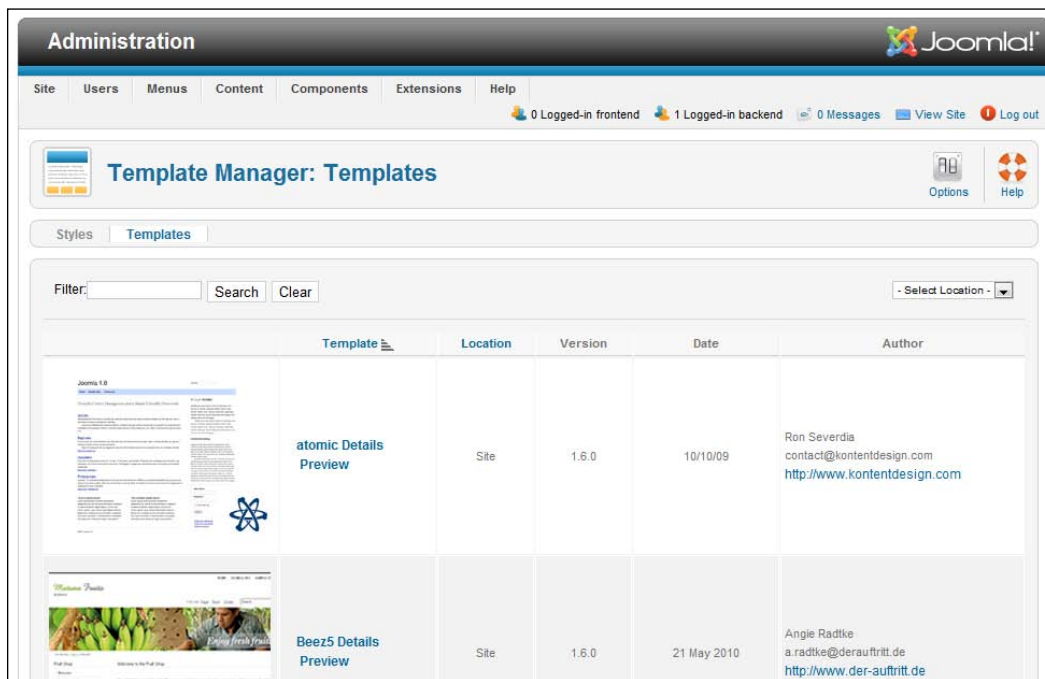 Administration
Joomla!
Site Users Menus Content Components Extensions Help
0 Logged-in frontend 1 Logged-in backend 0 Messages View Site Log out
Template Manager: Templates
Options Help
Styles Templates
Filter: Search Clear - Select Location -
Template Location Version Date Author
Joomla 1.6
atomic Details
Preview
Site
1.6.0
10/10/09
Ron Severdia
contact@kontentdesign.com
http://www.kontentdesign.com
Enjoy fresh fruit
Beez5 Details
Preview
Site
1.6.0
21 May 2010
Angie Radtke
a.radtke@derauftritt.de
http://www.der-auftritt.de